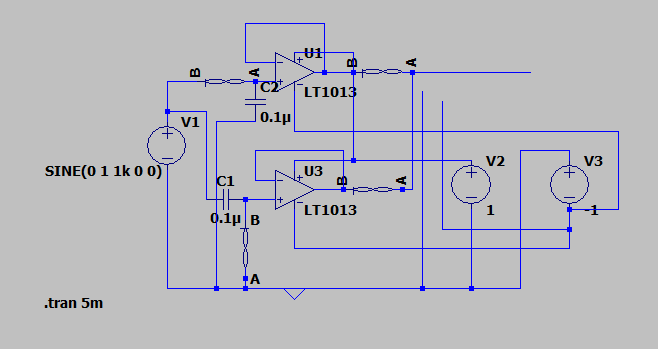 B
A
U1
B
A
C2
LT1013
V1
0.1µ
SINE(0 1 1k 0 0)
U3
V2
V3
C1
B
A
0.1µ
B
LT1013
1
-1
A
.tran 5m